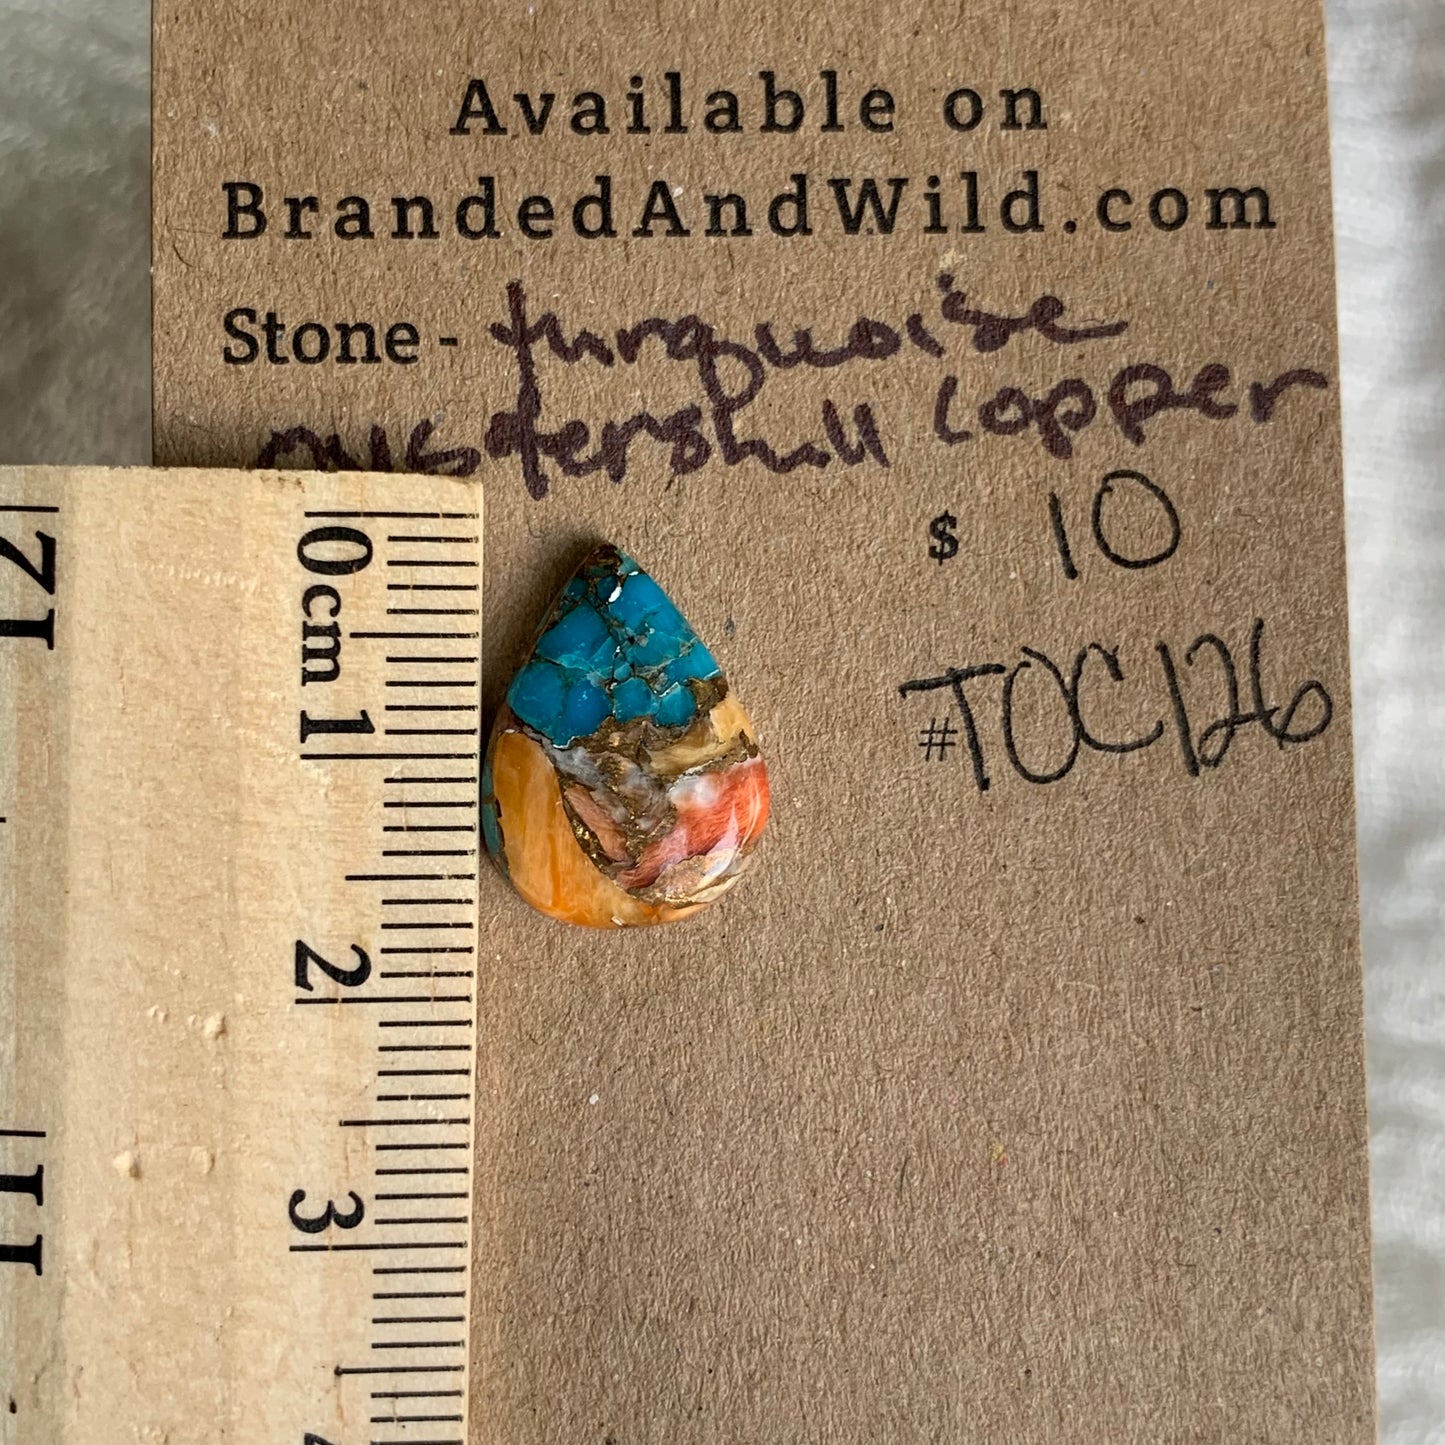 Available on
BrandedAndWild.com
Stone - turquoise
oystershell copper
$ 10
#TOC126
0cm
1
2
3